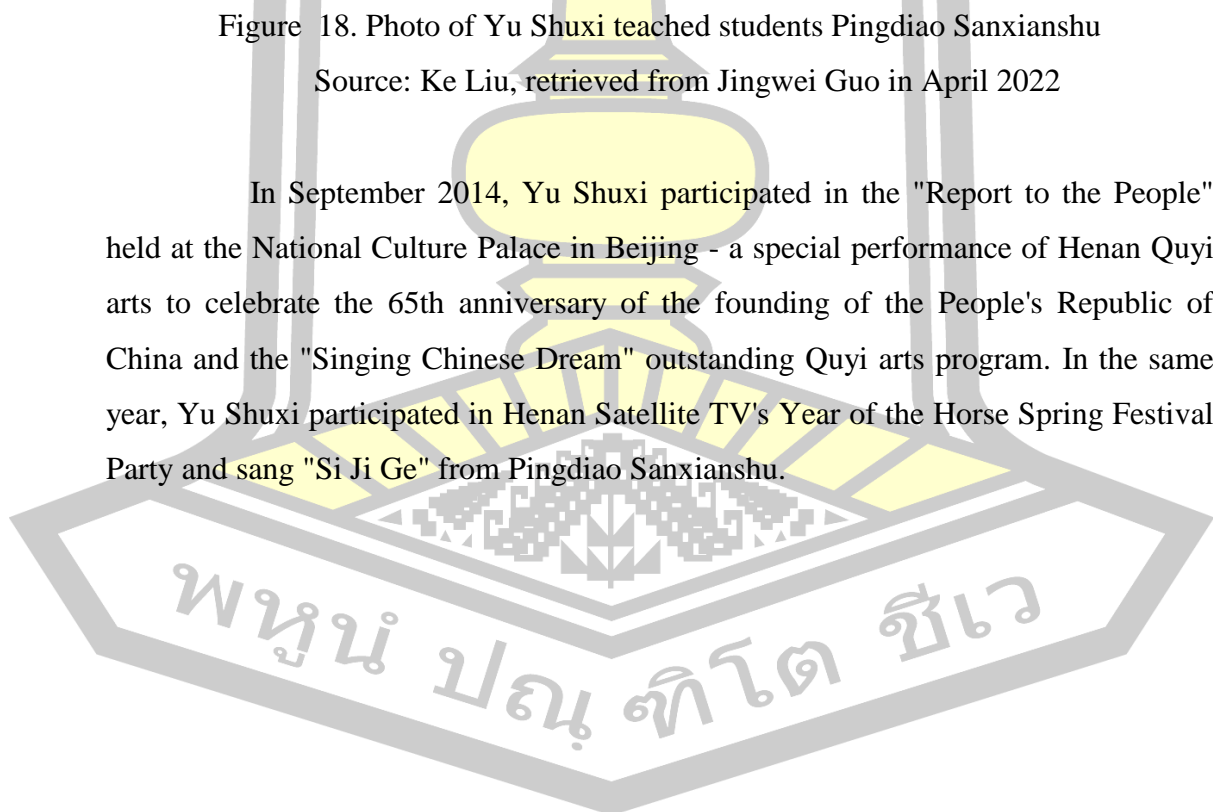 Figure  18. Photo of Yu Shuxi teached students Pingdiao Sanxianshu
Source: Ke Liu, retrieved from Jingwei Guo in April 2022
In September 2014, Yu Shuxi participated in the "Report to the People"
held at the National Culture Palace in Beijing - a special performance of Henan Quyi
arts to celebrate the 65th anniversary of the founding of the People's Republic of
China and the "Singing Chinese Dream" outstanding Quyi arts program. In the same
year, Yu Shuxi participated in Henan Satellite TV's Year of the Horse Spring Festival
Party and sang "Si Ji Ge" from Pingdiao Sanxianshu.
พหูนํ ปณฺฑิโต ชีเว